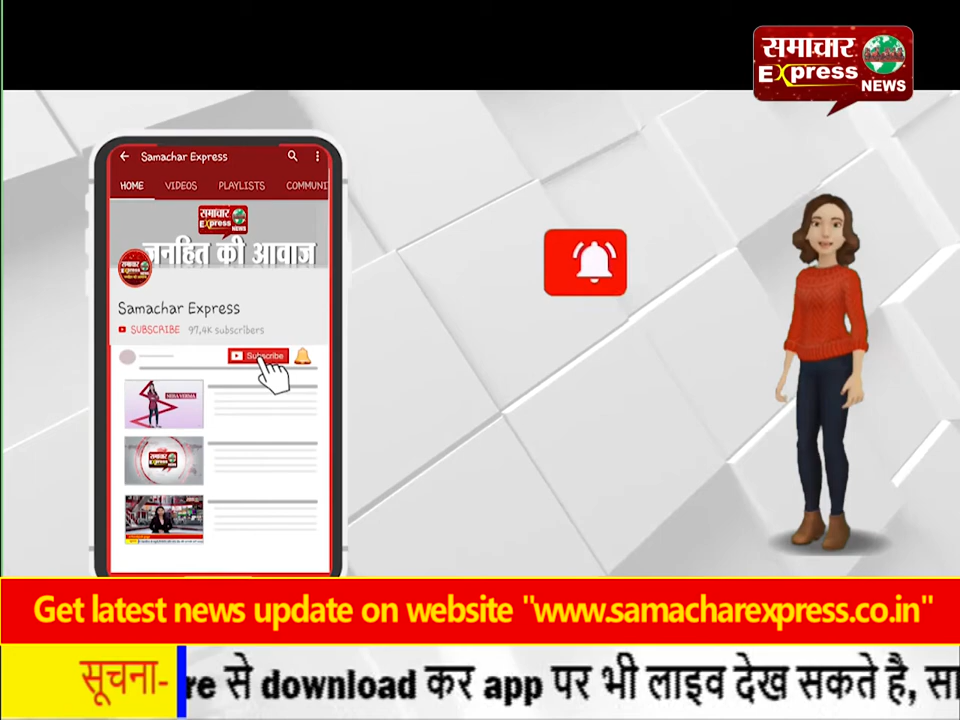 समाचार
Express
NEWS
Samachar Express
HOME VIDEOS PLAYLISTS COMMUNI
समाचार
Express
NEWS
जनहित की आवाज
Samachar Express
SUBSCRIBE 97,4K subscribers
Subscribe
Get latest news update on website "www.samacharexpress.co.in"
सूचना- re से download कर app पर भी लाइव देख सकते है, सा